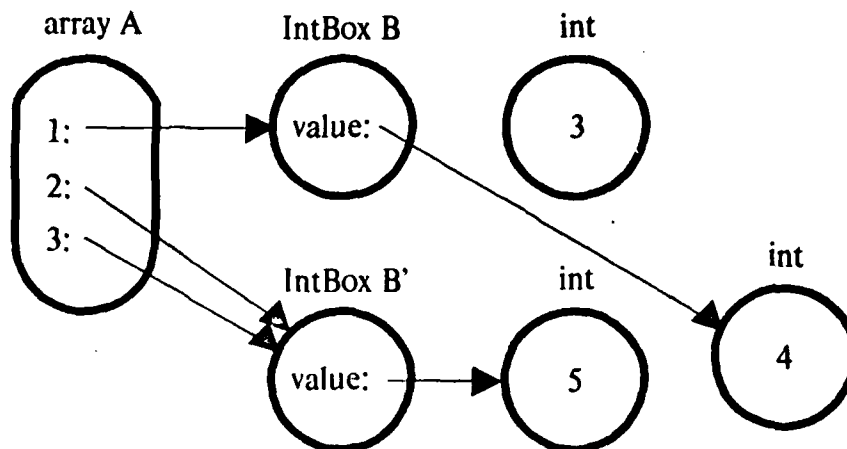 array A
IntBox B
int
1:
value:
3
2:
3:
IntBox B'
int
int
value:
5
4